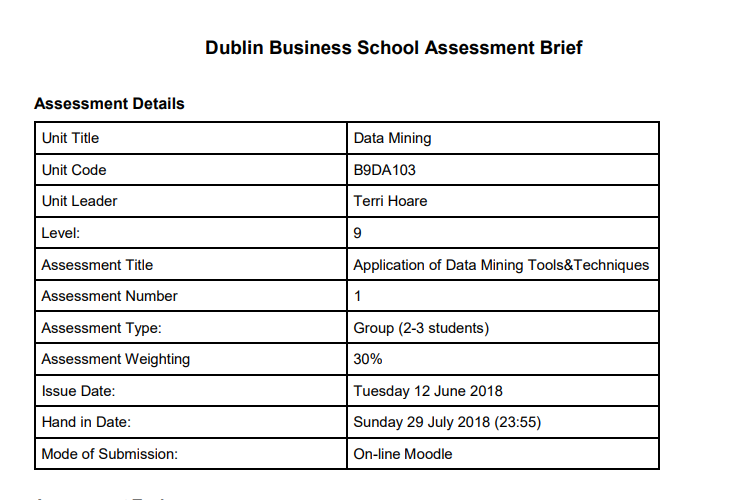 Dublin Business School Assessment Brief
Assessment Details
Unit Title Data Mining
Unit Code B9DA103
Unit Leader Terri Hoare
Level: 9
Assessment Title Application of Data Mining Tools&Techniques
Assessment Number 1
Assessment Type: Group (2-3 students)
Assessment Weighting 30%
Issue Date: Tuesday 12 June 2018
Hand in Date: Sunday 29 July 2018 (23:55)
Mode of Submission: On-line Moodle